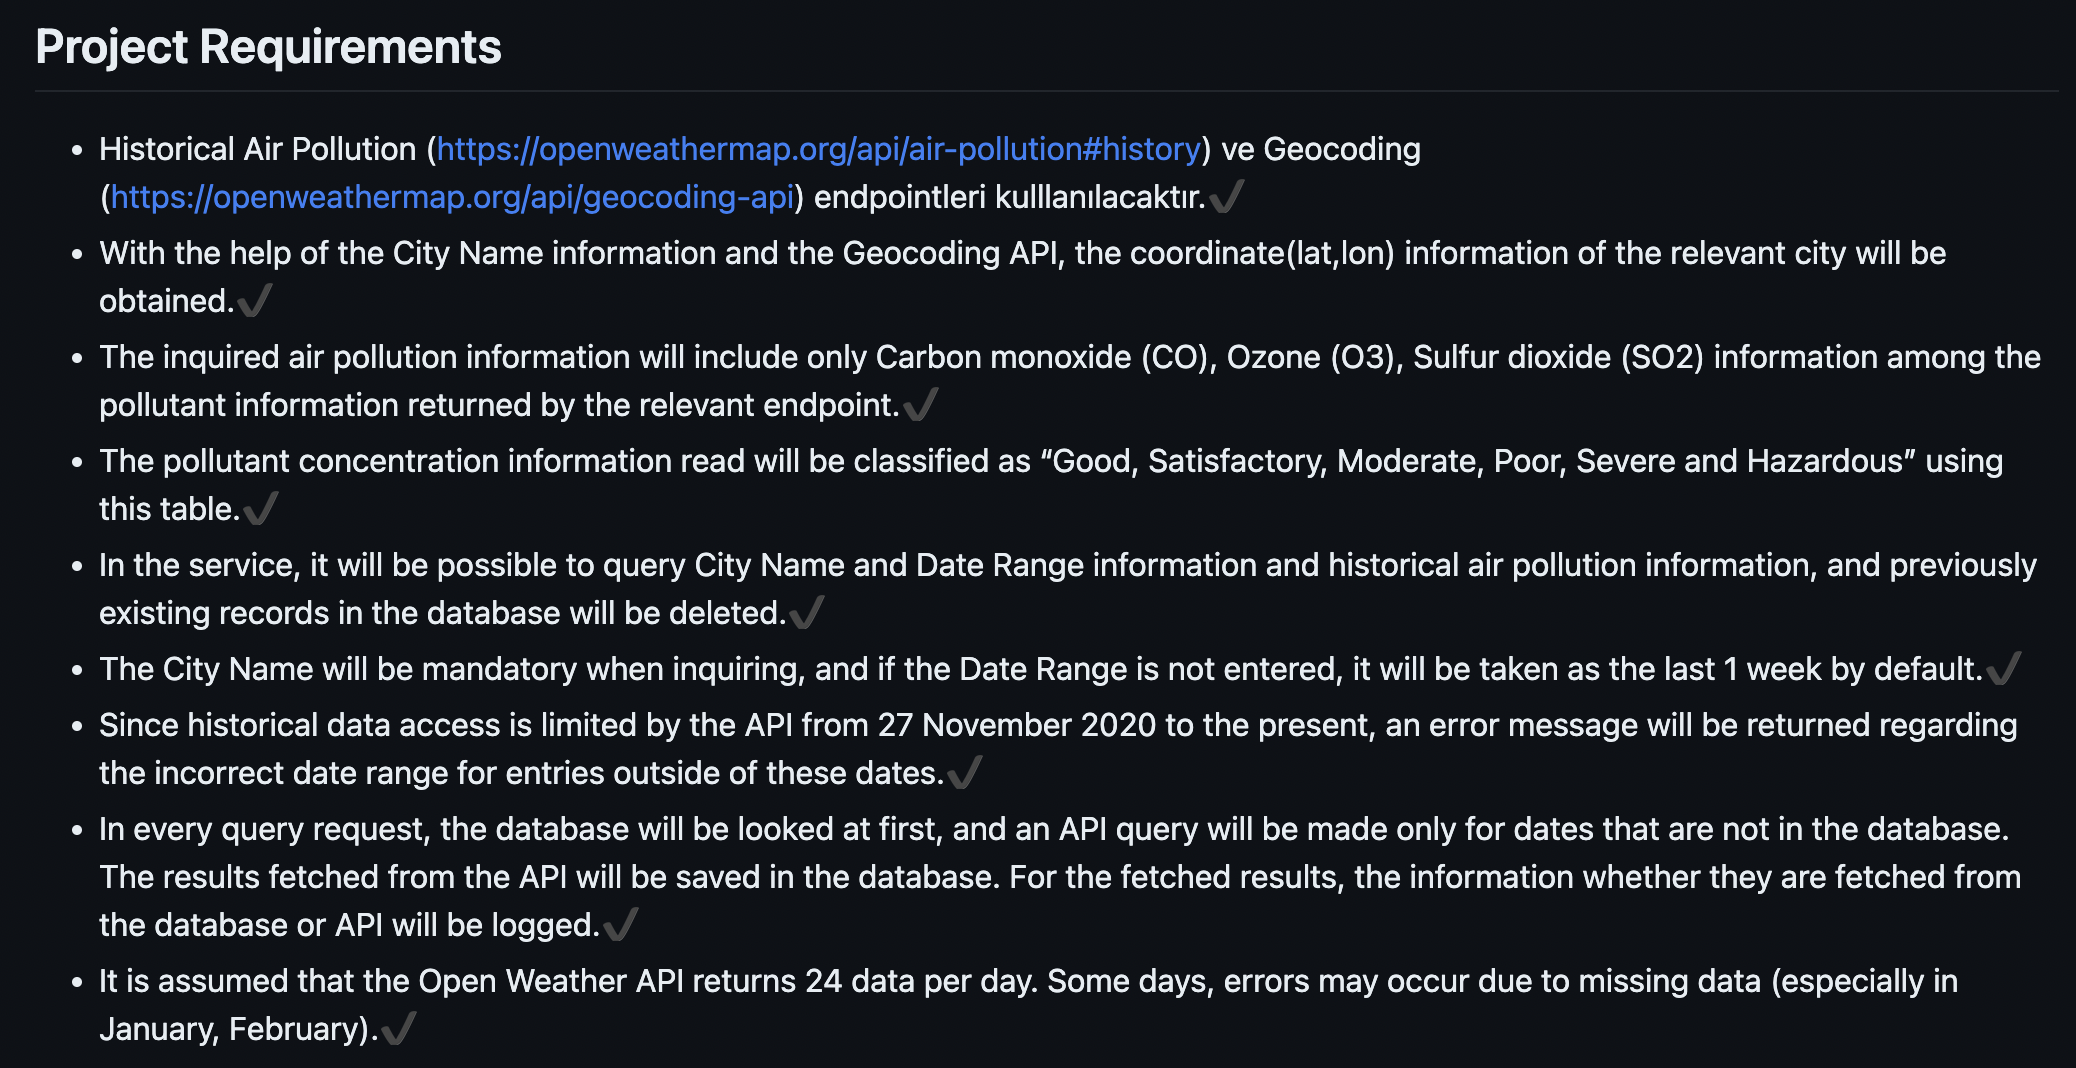 Project Requirements
• Historical Air Pollution (https://openweathermap.org/api/air-pollution#history) ve Geocoding
(https://openweathermap.org/api/geocoding-api) endpointleri kulllanılacaktır.✔
• With the help of the City Name information and the Geocoding API, the coordinate(lat,lon) information of the relevant city will be
obtained.✔
• The inquired air pollution information will include only Carbon monoxide (CO), Ozone (O3), Sulfur dioxide (SO2) information among the
pollutant information returned by the relevant endpoint.✔
• The pollutant concentration information read will be classified as “Good, Satisfactory, Moderate, Poor, Severe and Hazardous” using
this table.✔
• In the service, it will be possible to query City Name and Date Range information and historical air pollution information, and previously
existing records in the database will be deleted.✔
• The City Name will be mandatory when inquiring, and if the Date Range is not entered, it will be taken as the last 1 week by default.✔
• Since historical data access is limited by the API from 27 November 2020 to the present, an error message will be returned regarding
the incorrect date range for entries outside of these dates.✔
• In every query request, the database will be looked at first, and an API query will be made only for dates that are not in the database.
The results fetched from the API will be saved in the database. For the fetched results, the information whether they are fetched from
the database or API will be logged.✔
• It is assumed that the Open Weather API returns 24 data per day. Some days, errors may occur due to missing data (especially in
January, February).✔